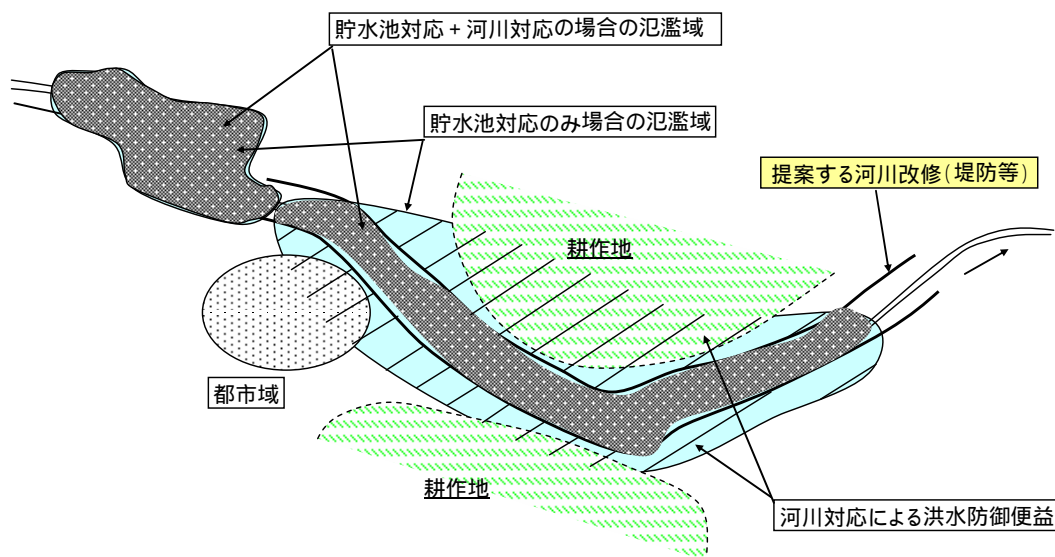 貯水池対応+河川対応の場合の氾濫域
貯水池対応のみ場合の氾濫域
提案する河川改修(堤防等)
耕作地
都市域
耕作地
河川対応による洪水防御便益